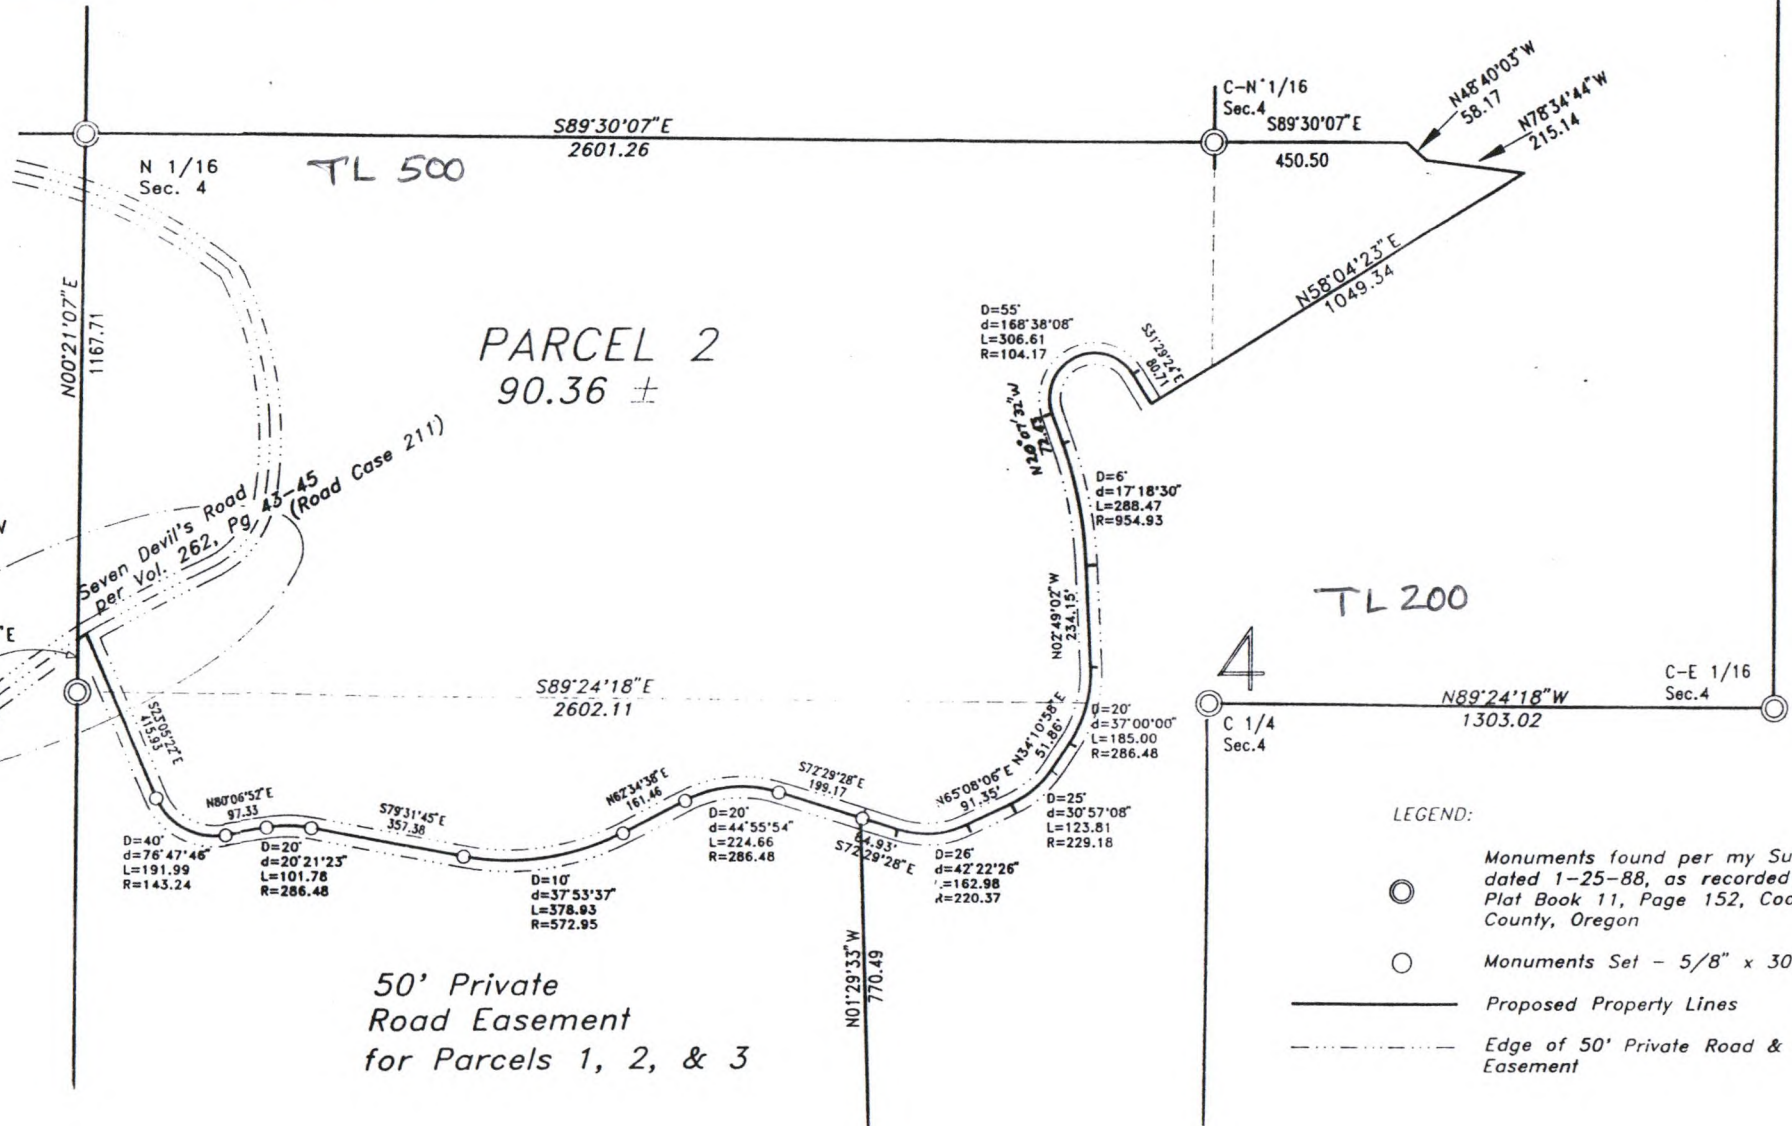 N48°40'03"W
58.17
N78°34'44"W
215.14
C-N 1/16
Sec.4
S89°30'07"E
450.50
S89°30'07"E
2601.26
N 1/16
Sec. 4
TL 500
N00°21'07"E
1167.71
PARCEL 2
90.36 ±
N58°04'23"E
1049.34
D=55°
d=168°38'08"
L=306.61
R=104.17
S31°29'24"E
80.71
N20°07'32"W
D=6°
d=17°18'30"
L=288.47
R=954.93
Seven Devil's Road
per Vol. 262, Pg 43-45
(Road Case 211)
"E
N02°49'02"W
234.15'
TL 200
4
C-E 1/16
Sec.4
N89°24'18"W
1303.02
C 1/4
Sec.4
S89°24'18"E
2602.11
S23°05'22"E
415.93
N80°06'52"E
97.33
D=40°
d=76°47'46"
L=191.99
R=143.24
D=20°
d=20°21'23"
L=101.78
R=286.48
S79°31'45"E
357.38
D=10°
d=37°53'37"
L=378.93
R=572.95
N62°34'38"E
161.46
D=20°
d=44°55'54"
L=224.66
R=286.48
S72°29'28"E
199.17
64.93'
S72°29'28"E
D=26°
d=42°22'26"
=162.98
R=220.37
N65°08'06"E
91.35'
N34°10'58"E
51.86'
D=20°
d=37°00'00"
L=185.00
R=286.48
D=25°
d=30°57'08"
L=123.81
R=229.18
N01°29'33"W
770.49
50' Private
Road Easement
for Parcels 1, 2, & 3
LEGEND:
Monuments found per my Su
dated 1-25-88, as recorded
Plat Book 11, Page 152, Coo
County, Oregon
Monuments Set - 5/8" x 30
Proposed Property Lines
Edge of 50' Private Road &
Easement